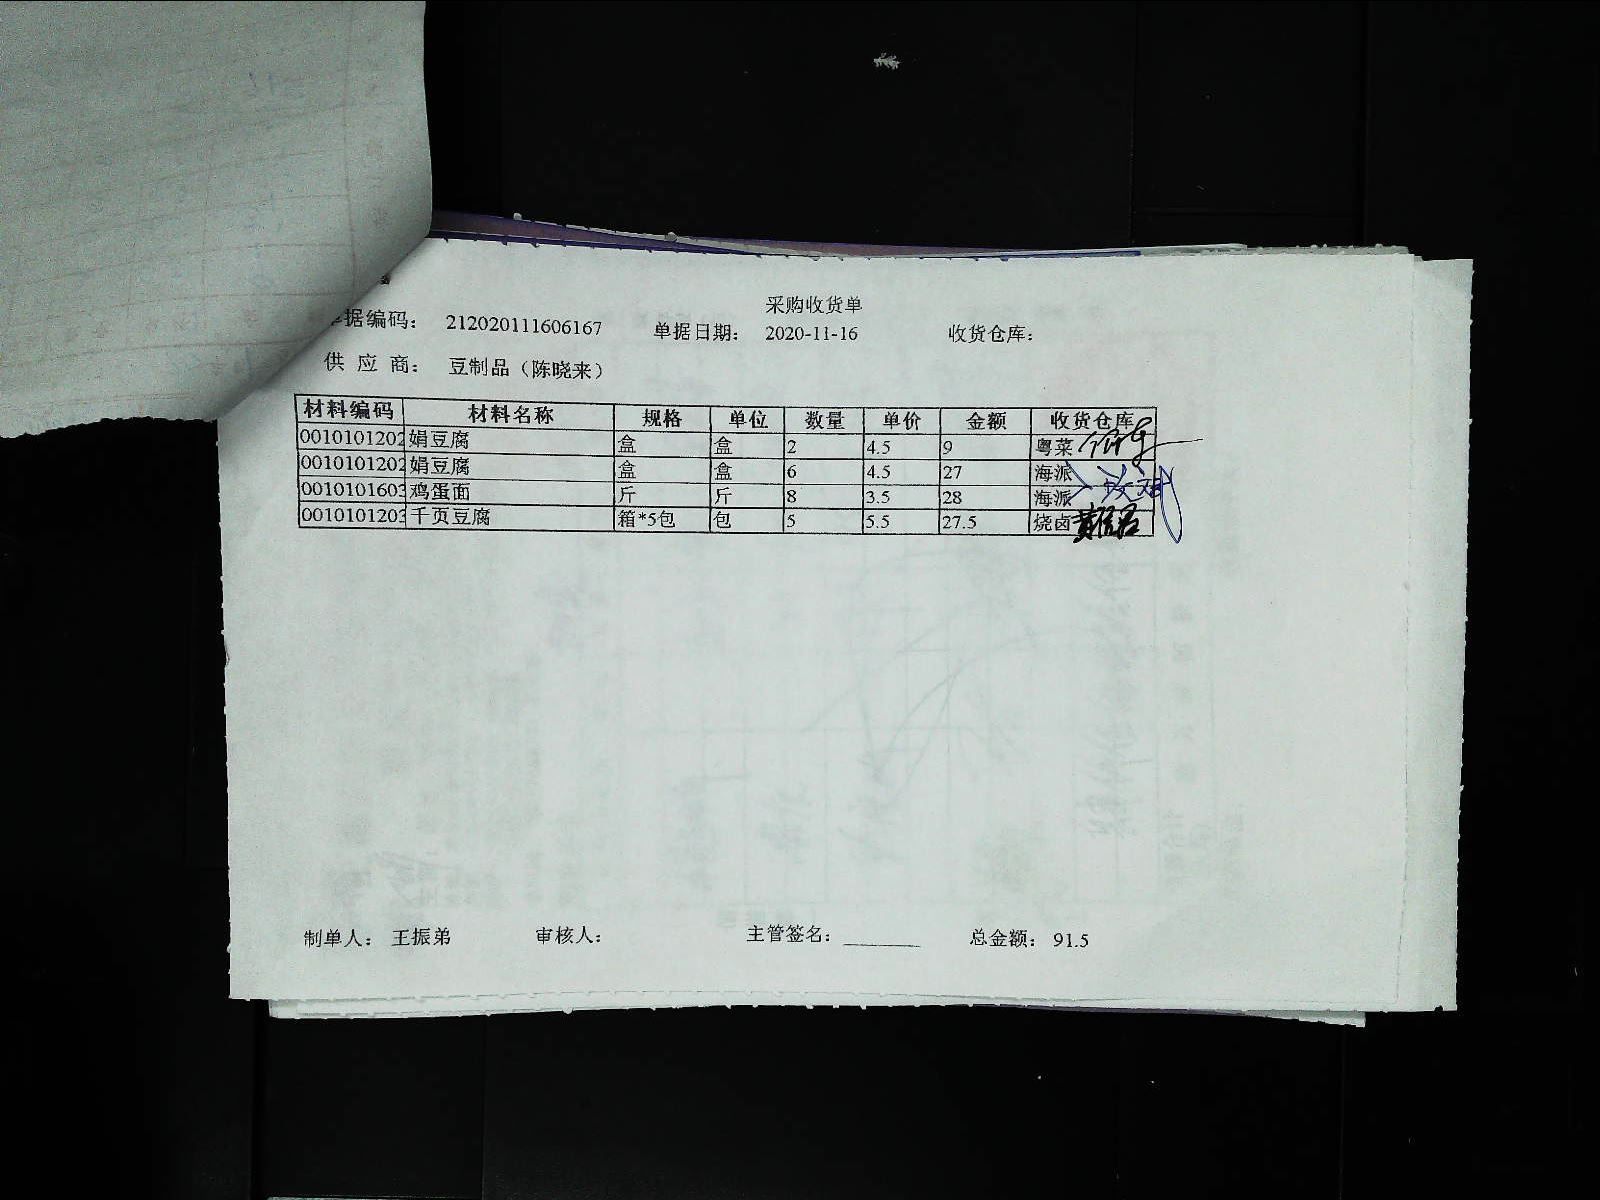 采购收货单
据编码： 212020111606167 单据日期： 2020-11-16 收货仓库：
供 应 商： 豆制品（陈晓来）
材料编码 材料名称 规格 单位 数量 单价 金额 收货仓库
0010101202 娟豆腐 盒 盒 2 4.5 9 粤菜
0010101202 娟豆腐 盒 盒 6 4.5 27 海派
0010101603 鸡蛋面 斤 斤 8 3.5 28 海派
0010101203 千页豆腐 箱*5包 包 5 5.5 27.5 烧卤
制单人： 王振弟 审核人： 主管签名： 总金额： 91.5